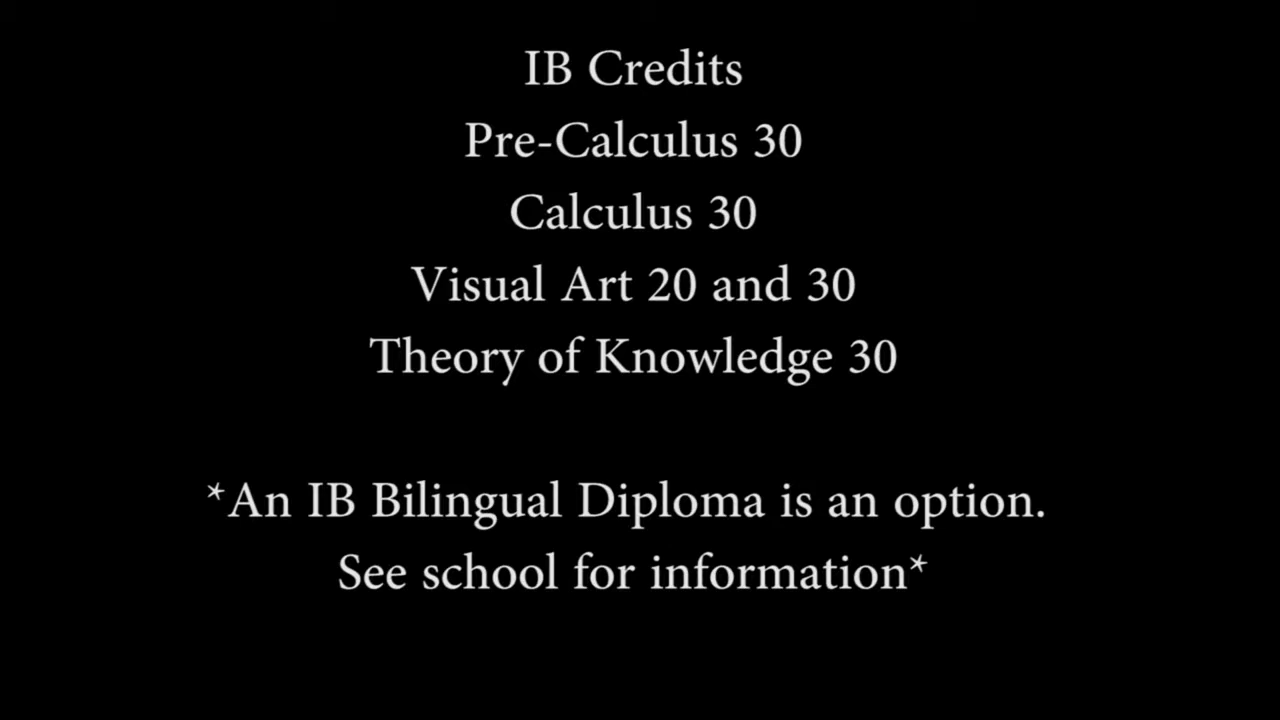 IB Credits
Pre-Calculus 30
Calculus 30
Visual Art 20 and 30
Theory of Knowledge 30
*An IB Bilingual Diploma is an option.
See school for information*